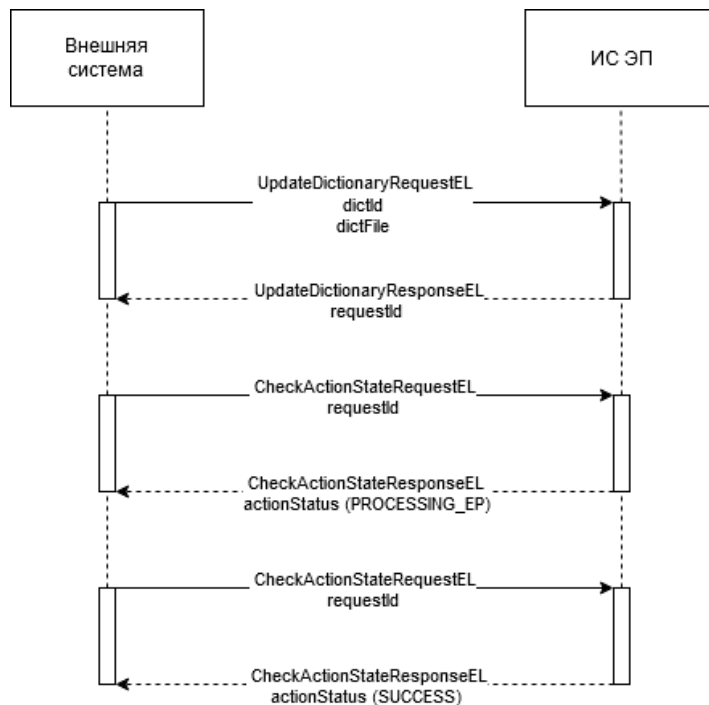 Внешняя
система
ИС ЭП
UpdateDictionaryRequestEL
dictId
dictFile
UpdateDictionaryResponseEL
requestId
CheckActionStateRequestEL
requestId
CheckActionStateResponseEL
actionStatus (PROCESSING_EP)
CheckActionStateRequestEL
requestId
CheckActionStateResponseEL
actionStatus (SUCCESS)